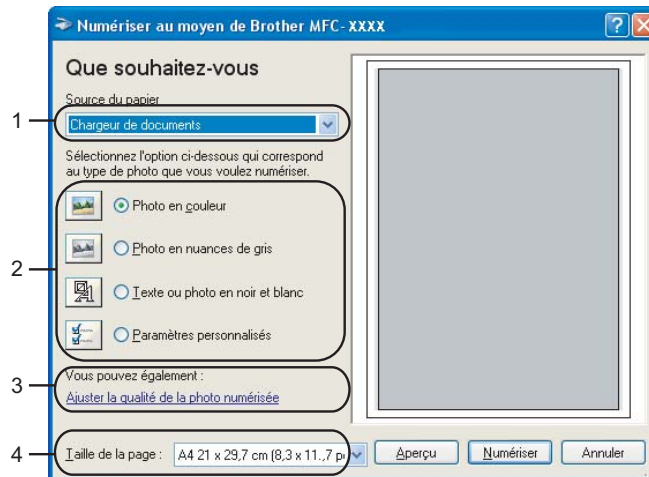 Numériser au moyen de Brother MFC-XXXX
Que souhaitez-vous
Source du papier
1
Chargeur de documents
Sélectionnez l'option ci-dessous qui correspond
au type de photo que vous voulez numériser.
2
Photo en couleur
Photo en nuances de gris
Texte ou photo en noir et blanc
Paramètres personnalisés
3
Vous pouvez également :
Ajuster la qualité de la photo numérisée
4
Taille de la page : A4 21 x 29,7 cm (8,3 x 11.,7 p Aperçu Numériser Annuler